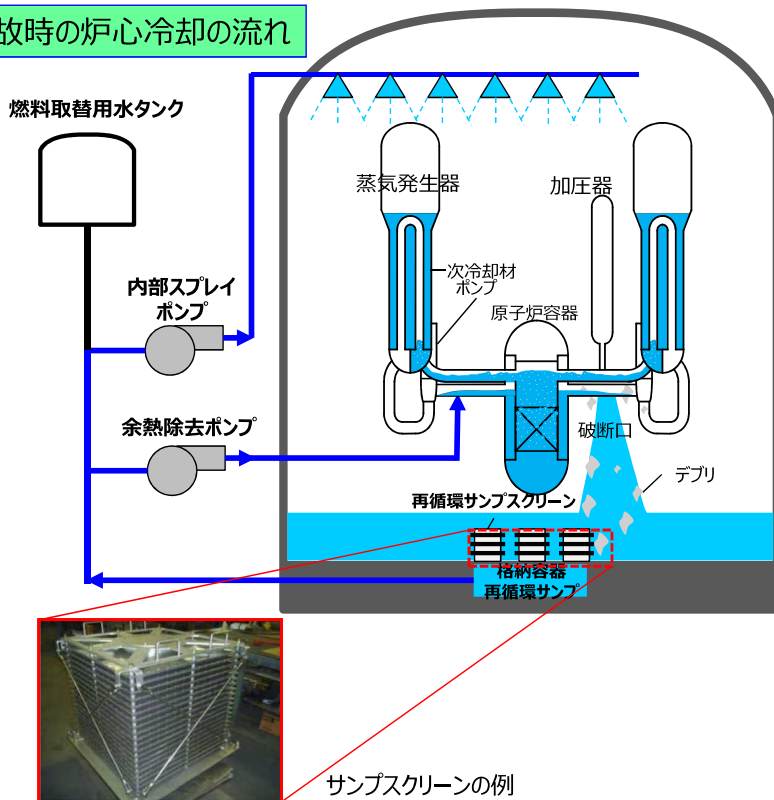 故時の炉心冷却の流れ
燃料取替用水タンク
蒸気発生器
加圧器
内部スプレイ
ポンプ
次冷却材
ポンプ
原子炉容器
余熱除去ポンプ
破断口
デブリ
再循環サンプスクリーン
格納容器
再循環サンプ
サンプスクリーンの例